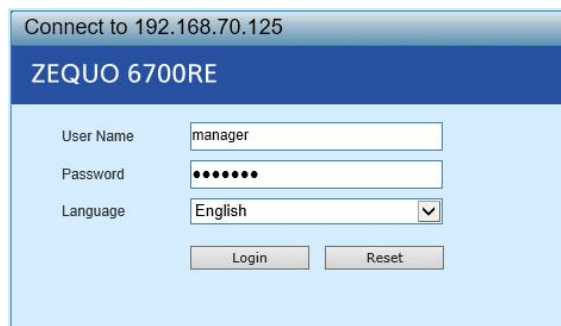 Connect to 192.168.70.125
ZEQUO 6700RE
User Name manager
Password •••••••
Language English
Login Reset